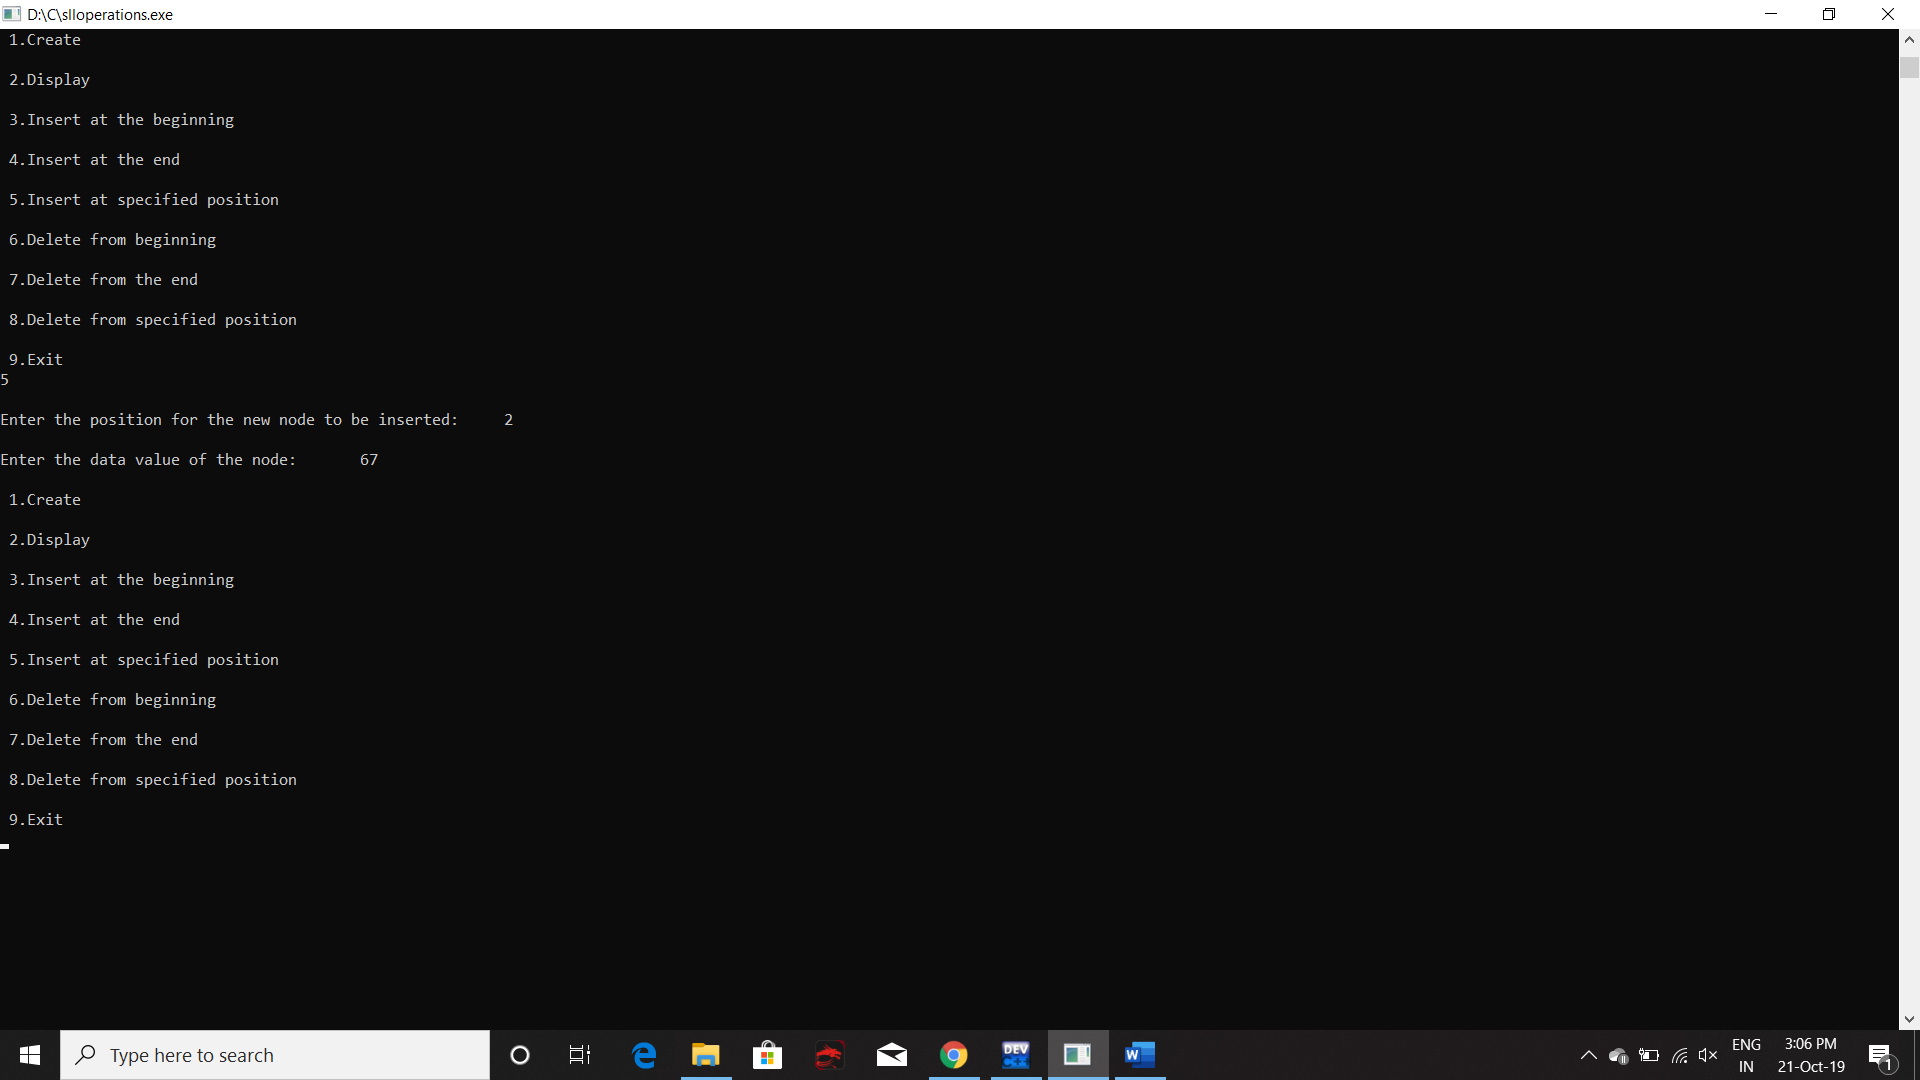 D:\C\slloperations.exe
1.Create
2.Display
3.Insert at the beginning
4.Insert at the end
5.Insert at specified position
6.Delete from beginning
7.Delete from the end
8.Delete from specified position
9.Exit
5
Enter the position for the new node to be inserted: 2
Enter the data value of the node: 67
1.Create
2.Display
3.Insert at the beginning
4.Insert at the end
5.Insert at specified position
6.Delete from beginning
7.Delete from the end
8.Delete from specified position
9.Exit
Type here to search
DEV
C++
W
ENG
IN
3:06 PM
21-Oct-19
1